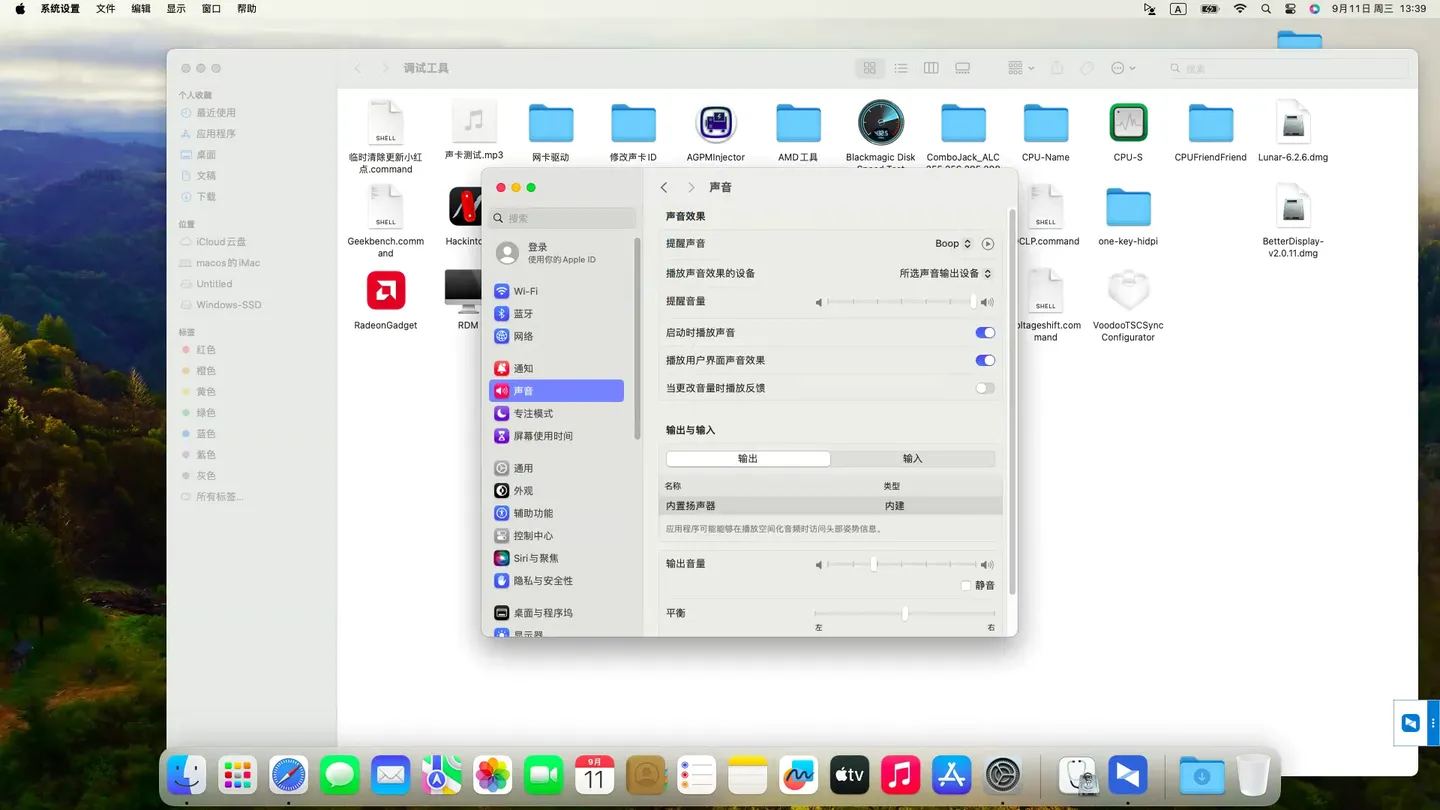 系统设置 文件 编辑 显示 窗口 帮助
A 9月11日 周三 13:39
调试工具
搜索
个人收藏
最近使用
应用程序
桌面
文稿
下载
位置
iCloud云盘
macos的iMac
Untitled
Windows-SSD
标签
红色
橙色
黄色
绿色
蓝色
紫色
灰色
所有标签...
SHELL
临时清除更新小红
点.command
声卡测试.mp3
网卡驱动
修改声卡ID
AGPMInjector
AMD工具
Blackmagic Disk
ComboJack_ALC
CPU-Name
CPU-S
CPUFriendFriend
Lunar-6.2.6.dmg
SHELL
Geekbench.comm
and
Hackint
SHELL
CLP.command
one-key-hidpi
BetterDisplay-
v2.0.11.dmg
RadeonGadget
RDM
SHELL
oltageshift.com
mand
VoodooTSCSync
Configurator
搜索
登录
使用你的Apple ID
Wi-Fi
蓝牙
网络
通知
声音
专注模式
屏幕使用时间
通用
外观
辅助功能
控制中心
Siri与聚焦
隐私与安全性
桌面与程序坞
显示器
声音
声音效果
提醒声音 Boop
播放声音效果的设备 所选声音输出设备
提醒音量
启动时播放声音
播放用户界面声音效果
当更改音量时播放反馈
输出与输入
输出 输入
名称 类型
内置扬声器 内建
应用程序可能能够在播放空间化音频时访问头部姿势信息。
输出音量
静音
平衡
左 右
9月
11
tv